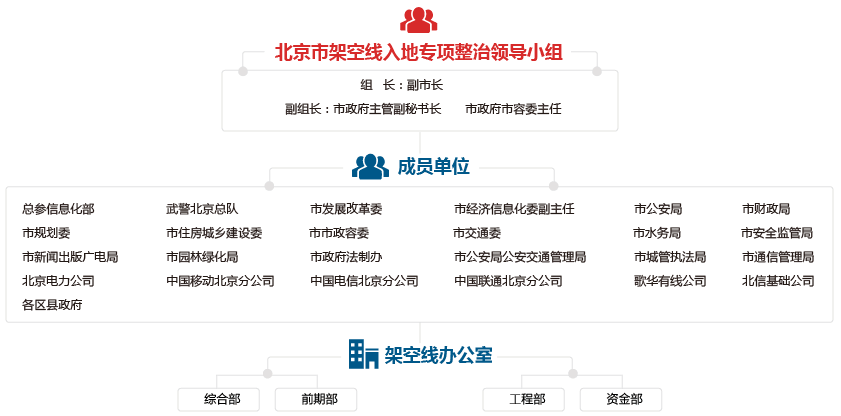 北京市架空线入地专项整治领导小组
组 长：副市长
副组长：市政府主管副秘书长 市政府市容委主任
成员单位
总参信息化部 武警北京总队 市发展改革委 市经济信息化委副主任 市公安局 市财政局
市规划委 市住房城乡建设委 市市政容委 市交通委 市水务局 市安全监管局
市新闻出版广电局 市园林绿化局 市政府法制办 市公安局公安交通管理局 市城管执法局 市通信管理局
北京电力公司 中国移动北京分公司 中国电信北京分公司 中国联通北京分公司 歌华有线公司 北信基础公司
各区县政府
架空线办公室
综合部 前期部 工程部 资金部